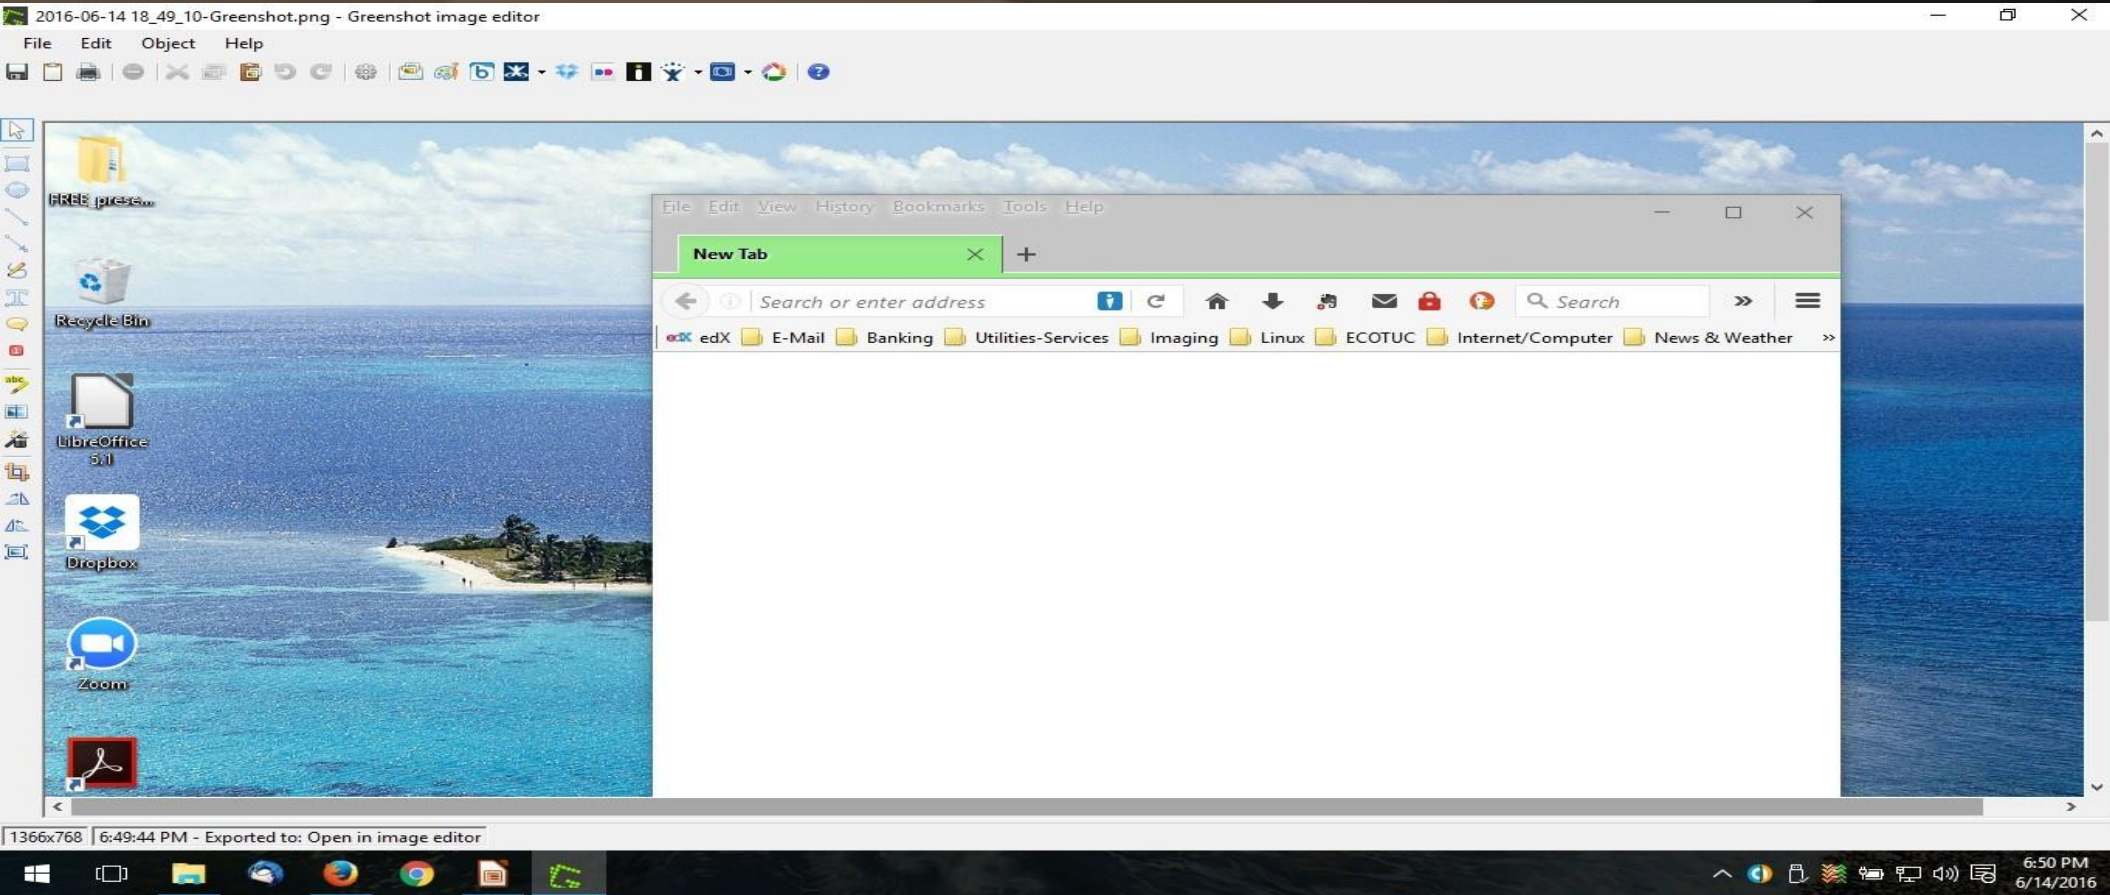 2016-06-14 18_49_10-Greenshot.png - Greenshot image editor
File Edit Object Help
FREE_prese...
File Edit View History Bookmarks Tools Help
New Tab
Search or enter address
Search
Recycle Bin
edX edX E-Mail Banking Utilities-Services Imaging Linux ECOTUC Internet/Computer News & Weather
abc
LibreOffice
5.1
Dropbox
Zoom
1366x768 6:49:44 PM - Exported to: Open in image editor
6:50 PM
6/14/2016